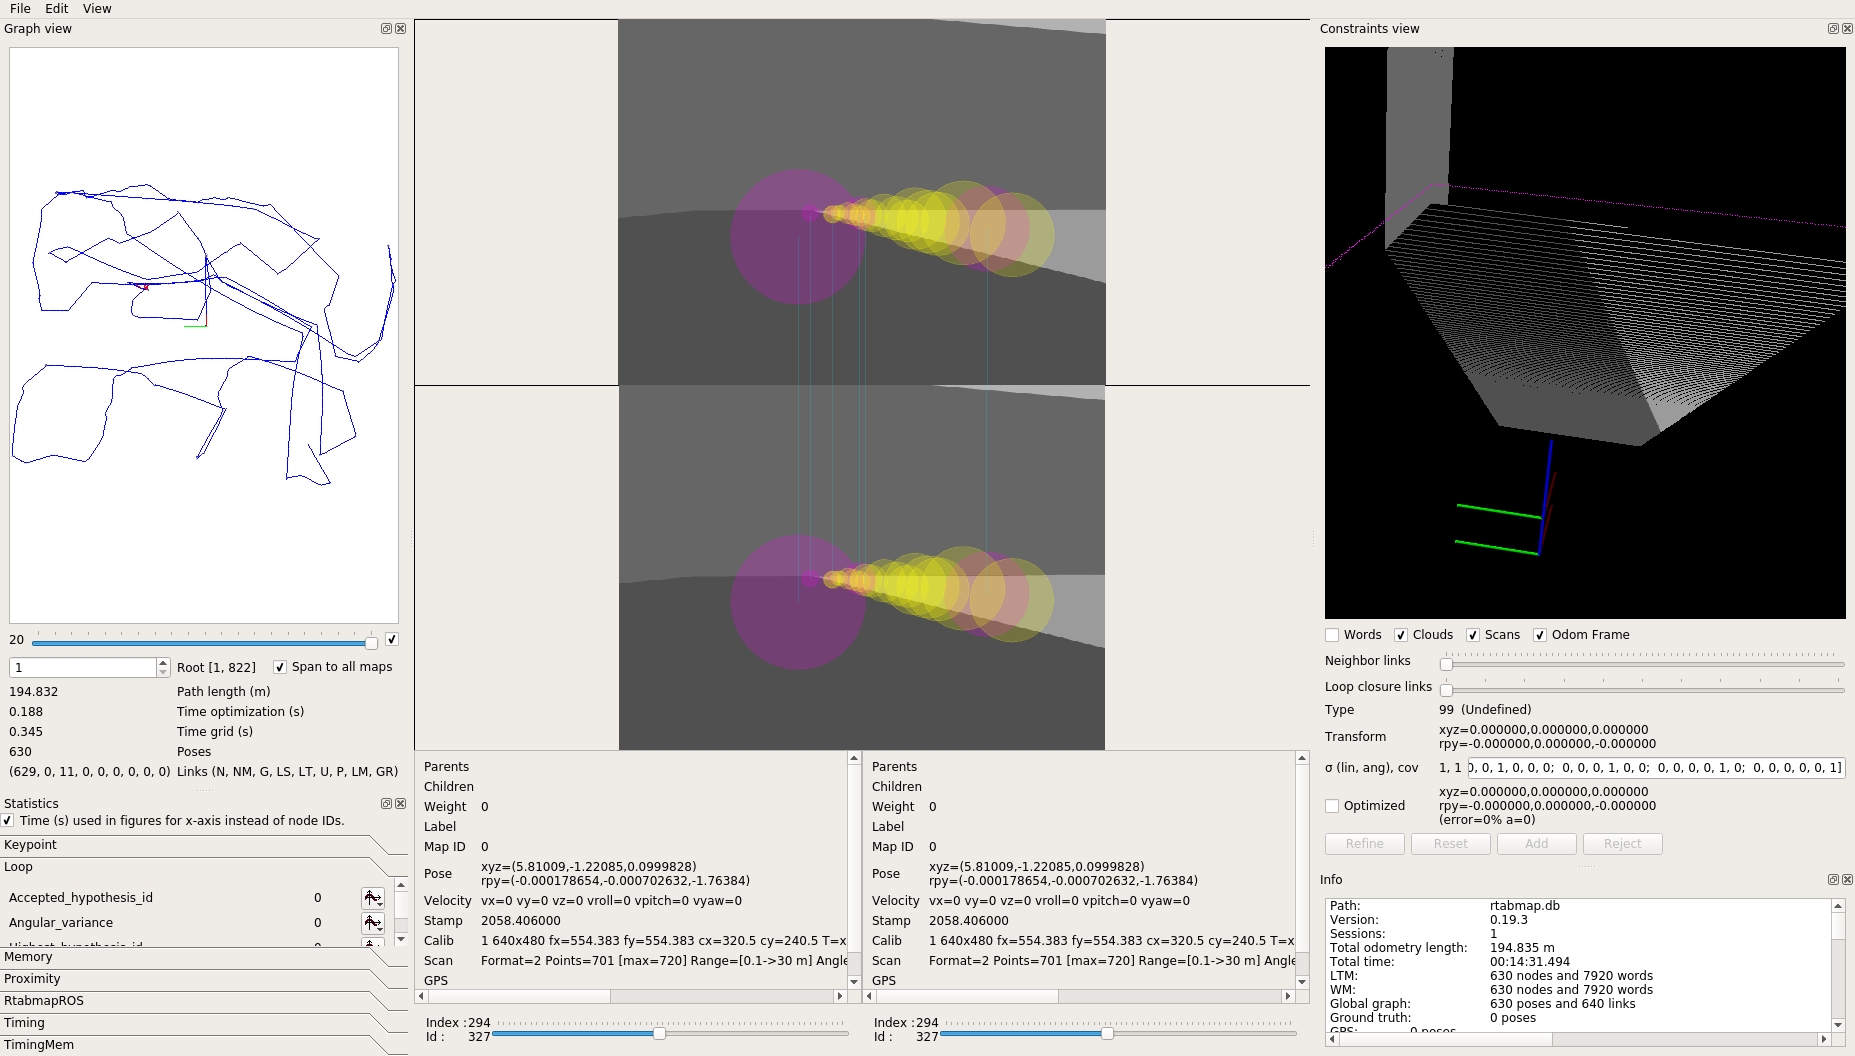 File Edit View
Graph view
20
1 Root [1, 822] Span to all maps
194.832 Path length (m)
0.188 Time optimization (s)
0.345 Time grid (s)
630 Poses
(629, 0, 11, 0, 0, 0, 0, 0, 0) Links (N, NM, G, LS, LT, U, P, LM, GR)
Statistics
Time (s) used in figures for x-axis instead of node IDs.
Keypoint
Loop
Accepted_hypothesis_id 0
Angular_variance 0
Highest_hypothesis_id 0
Memory
Proximity
RtabmapROS
Timing
TimingMem
Parents
Children
Weight 0
Label
Map ID 0
Pose xyz=(5.81009,-1.22085,0.0999828)
rpy=(-0.000178654,-0.000702632,-1.76384)
Velocity vx=0 vy=0 vz=0 vroll=0 vpitch=0 vyaw=0
Stamp 2058.406000
Calib 1 640x480 fx=554.383 fy=554.383 cx=320.5 cy=240.5 T=x
Scan Format=2 Points=701 [max=720] Range=[0.1->30 m] Angle
GPS
Index : 294
Id : 327
Parents
Children
Weight 0
Label
Map ID 0
Pose xyz=(5.81009,-1.22085,0.0999828)
rpy=(-0.000178654,-0.000702632,-1.76384)
Velocity vx=0 vy=0 vz=0 vroll=0 vpitch=0 vyaw=0
Stamp 2058.406000
Calib 1 640x480 fx=554.383 fy=554.383 cx=320.5 cy=240.5 T=x
Scan Format=2 Points=701 [max=720] Range=[0.1->30 m] Angle
GPS
Index : 294
Id : 327
Constraints view
Words Clouds Scans Odom Frame
Neighbor links
Loop closure links
Type 99 (Undefined)
Transform xyz=0.000000,0.000000,0.000000
rpy=-0.000000,0.000000,-0.000000
σ (lin, ang), cov 1, 1 0, 0, 1, 0, 0, 0; 0, 0, 0, 1, 0, 0; 0, 0, 0, 0, 1, 0; 0, 0, 0, 0, 0, 1]
Optimized xyz=0.000000,0.000000,0.000000
rpy=-0.000000,0.000000,-0.000000
(error=0% a=0)
Refine Reset Add Reject
Info
Path: rtabmap.db
Version: 0.19.3
Sessions: 1
Total odometry length: 194.835 m
Total time: 00:14:31.494
LTM: 630 nodes and 7920 words
WM: 630 nodes and 7920 words
Global graph: 630 poses and 640 links
Ground truth: 0 poses
GPS: 0 poses